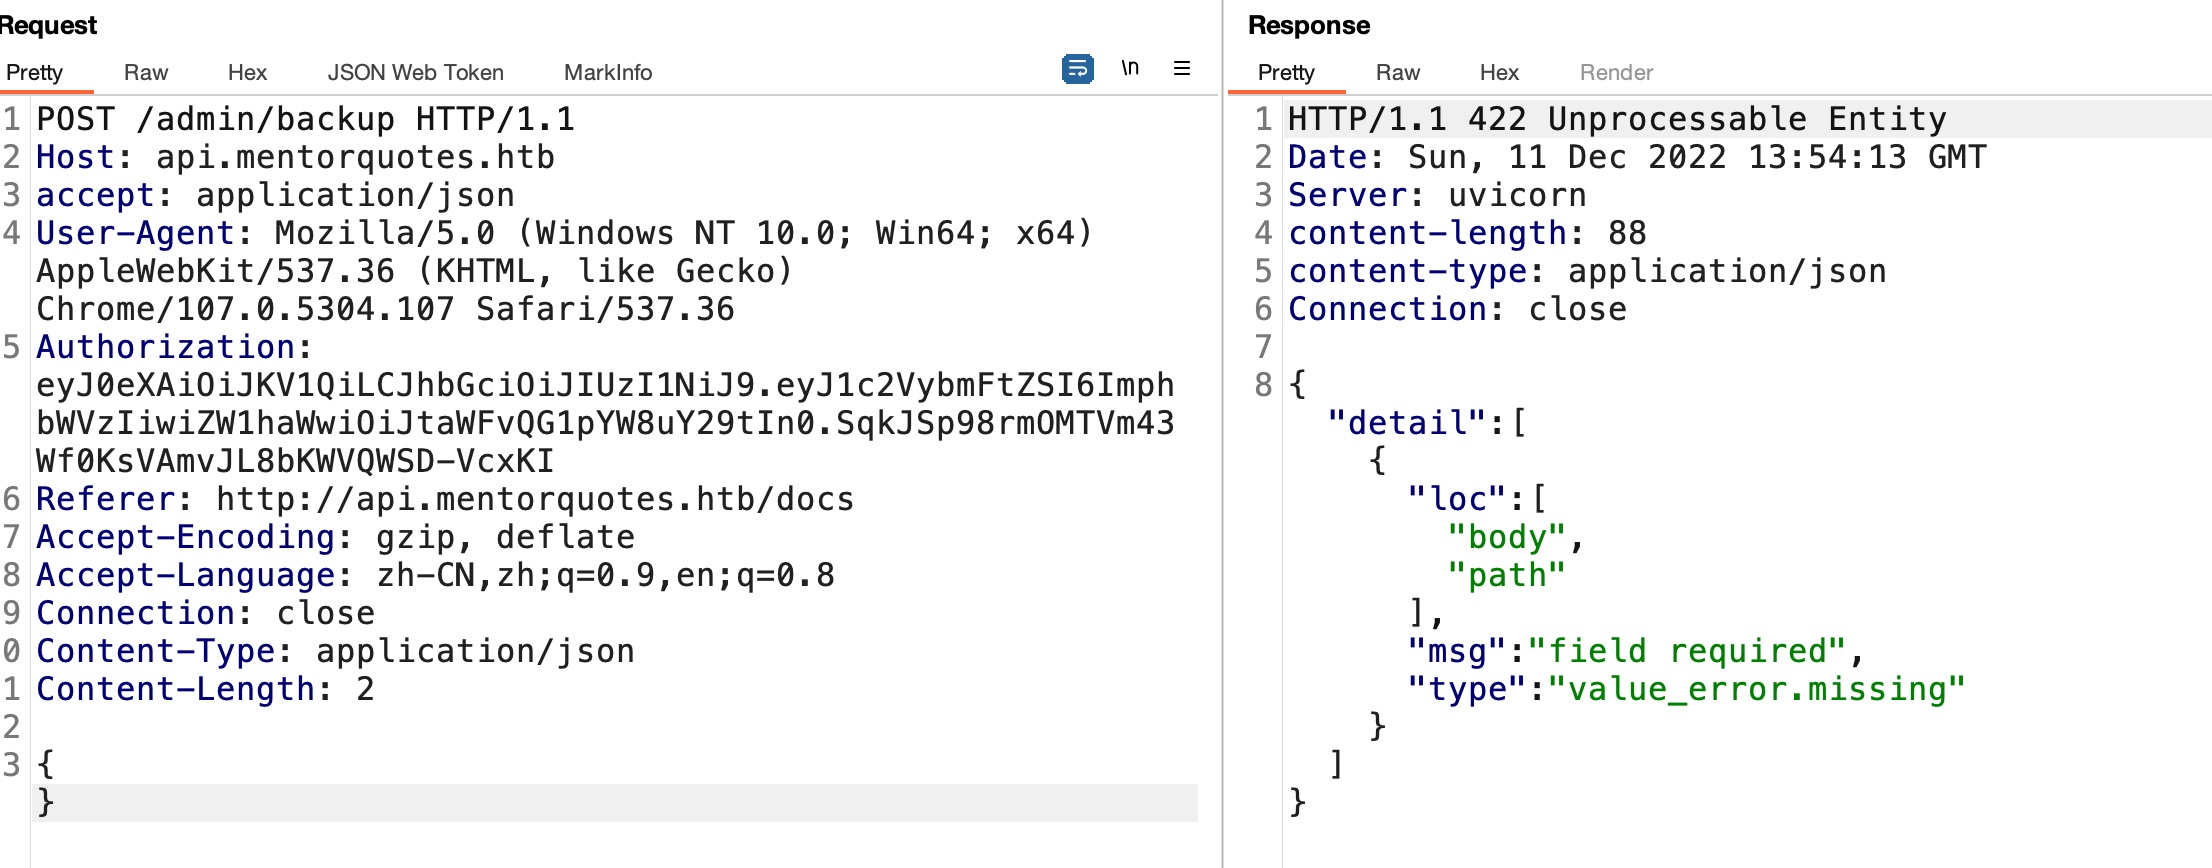 Request
Pretty Raw Hex JSON Web Token MarkInfo \n
1 POST /admin/backup HTTP/1.1
2 Host: api.mentorquotes.htb
3 accept: application/json
4 User-Agent: Mozilla/5.0 (Windows NT 10.0; Win64; x64)
AppleWebKit/537.36 (KHTML, like Gecko)
Chrome/107.0.5304.107 Safari/537.36
5 Authorization:
eyJ0eXAiOiJKV1QiLCJhbGciOiJIUzI1NiJ9.eyJ1c2VybmFtZSI6Imph
bWVzIiwiZW1haWwiOiJtaWFvQG1pYW8uY29tIn0.SqkJSp98rmOMTVm43
Wf0KsVAmvJL8bKWVQWSD-VcxKI
6 Referer: http://api.mentorquotes.htb/docs
7 Accept-Encoding: gzip, deflate
8 Accept-Language: zh-CN,zh;q=0.9,en;q=0.8
9 Connection: close
0 Content-Type: application/json
1 Content-Length: 2
2
3 {
}
Response
Pretty Raw Hex Render
1 HTTP/1.1 422 Unprocessable Entity
2 Date: Sun, 11 Dec 2022 13:54:13 GMT
3 Server: uvicorn
4 content-length: 88
5 content-type: application/json
6 Connection: close
7
8 {
"detail":[
{
"loc":[
"body",
"path"
],
"msg":"field required",
"type":"value_error.missing"
}
]
}